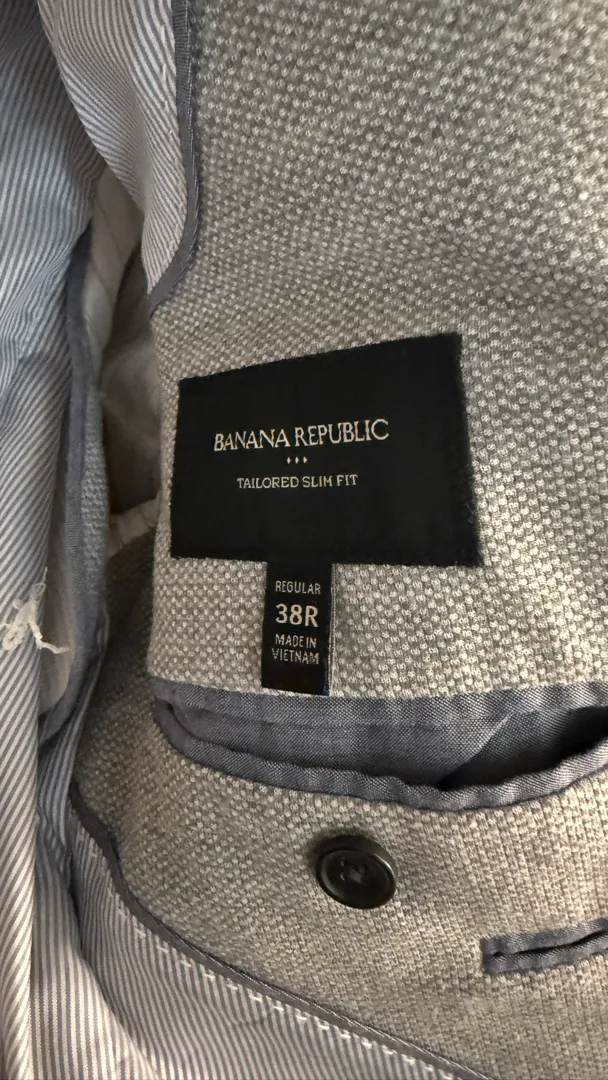 BANANA REPUBLIC
TAILORED SLIM FIT
REGULAR
38R
MADE IN
VIETNAM